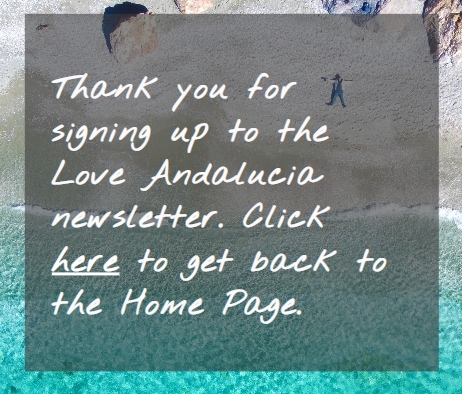 Thank you for
signing up to the
Love Andalucia
newsletter. Click
here to get back to
the Home Page.